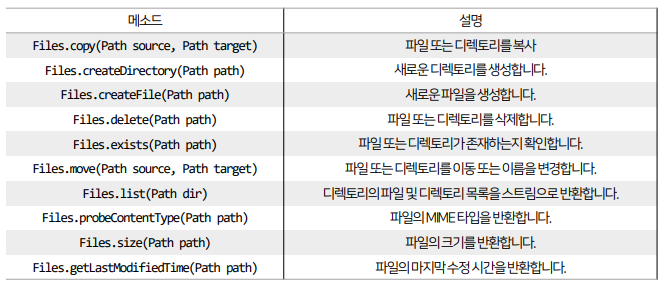 메소드 설명
Files.copy(Path source, Path target) 파일 또는 디렉토리를 복사
Files.createDirectory(Path path) 새로운 디렉토리를 생성합니다.
Files.createFile(Path path) 새로운 파일을 생성합니다.
Files.delete(Path path) 파일 또는 디렉토리를 삭제합니다.
Files.exists(Path path) 파일 또는 디렉토리가 존재하는지 확인합니다.
Files.move(Path source, Path target) 파일 또는 디렉토리를 이동 또는 이름을 변경합니다.
Files.list(Path dir) 디렉토리의 파일 및 디렉토리 목록을 스트림으로 반환합니다.
Files.probeContentType(Path path) 파일의 MIME 타입을 반환합니다.
Files.size(Path path) 파일의 크기를 반환합니다.
Files.getLastModifiedTime(Path path) 파일의 마지막 수정 시간을 반환합니다.